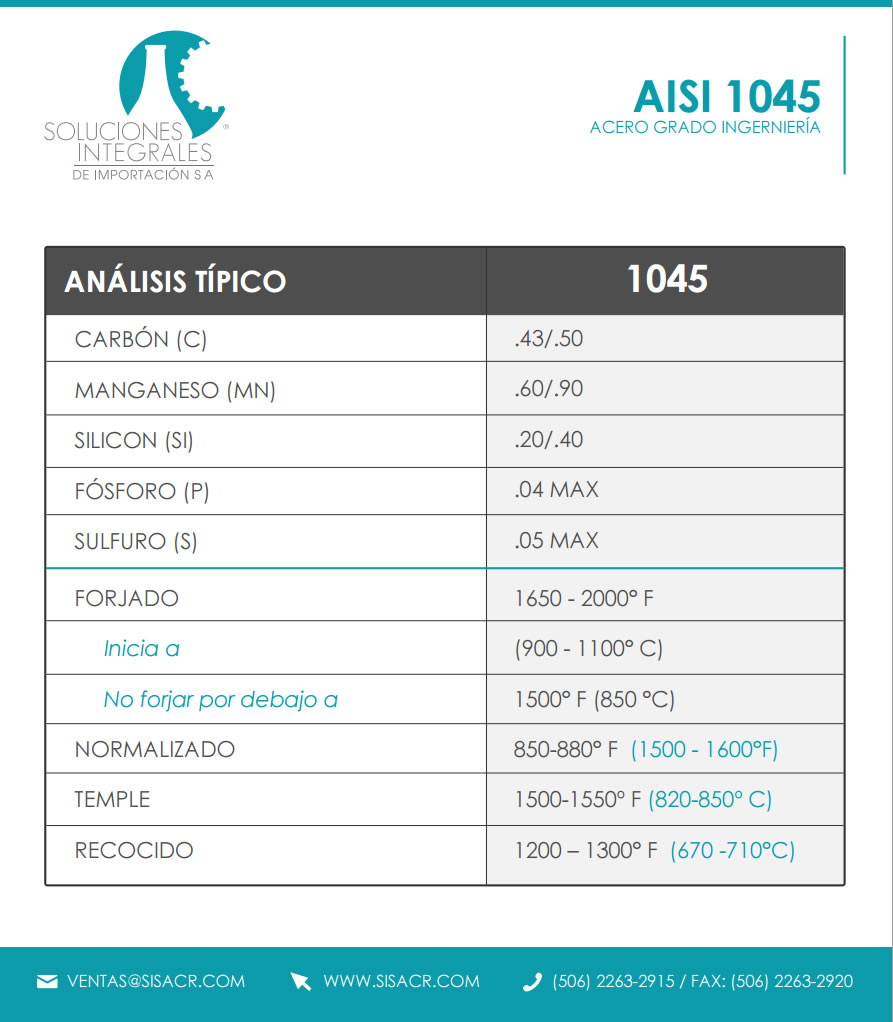 SOLUCIONES
INTEGRALES
DE IMPORTACIÓN S A
®
AISI 1045
ACERO GRADO INGERNIERÍA
ANÁLISIS TÍPICO 1045
CARBÓN (C) .43/.50
MANGANESO (MN) .60/.90
SILICON (SI) .20/.40
FÓSFORO (P) .04 MAX
SULFURO (S) .05 MAX
FORJADO 1650 - 2000° F
Inicia a (900 - 1100° C)
No forjar por debajo a 1500° F (850 °C)
NORMALIZADO 850-880° F (1500 - 1600°F)
TEMPLE 1500-1550° F (820-850° C)
RECOCIDO 1200 – 1300° F (670 -710°C)
VENTAS@SISACR.COM WWW.SISACR.COM (506) 2263-2915 / FAX: (506) 2263-2920